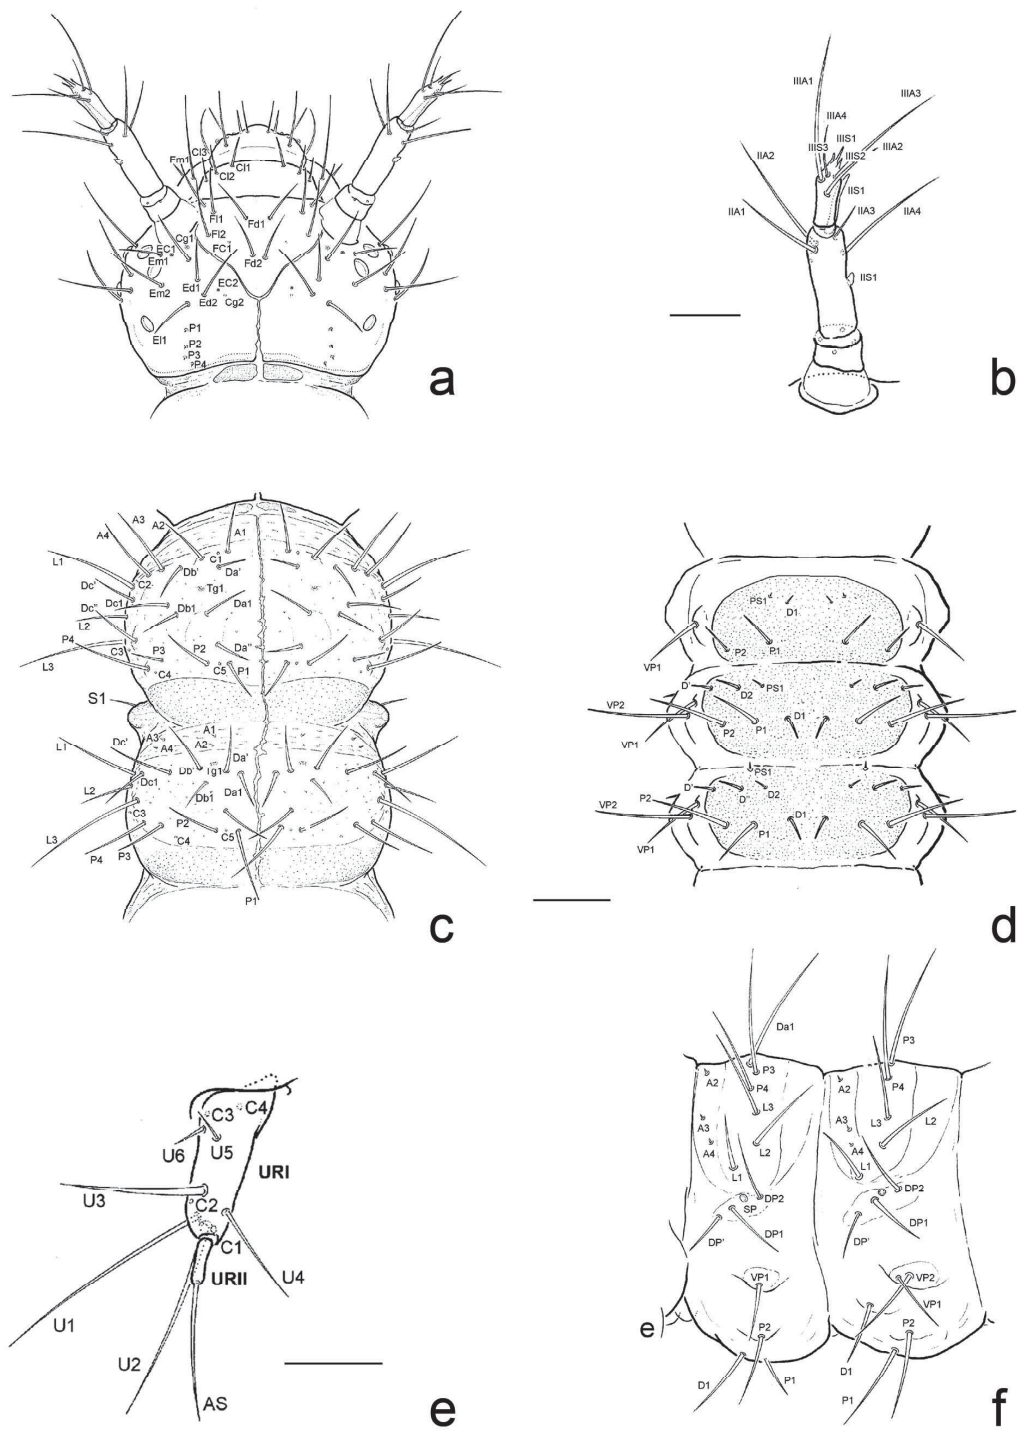 Cl3
Em1
Cl1
Cl2
Fl1
Fd1
Fl2
Cg1
EC1
FC1
Em1
Fd2
EC2
Em2
Ed1
Ed2
Cg2
El1
P1
P2
P3
P4
a
IIIA1
IIIA3
IIIA4
IIIS3
IIIS1
IIIS2
IIIA2
IIA2
IIA1
IIS1
IIA3
IIA4
IIS1
b
A3
A4
A2
A1
L1
C1
C2
Db'
Da'
Dc'
Tg1
Dc1
Dc"
Db1
Da1
L2
P4
P2
Da"
L3
C3
P3
C4
C5
P1
S1
A1
A3
A2
A4
L1
Dc'
Da'
Db'
Tg1
Dc1
L2
Db1
Da1
C3
P2
C5
L3
C4
P4
P3
P1
c
PS1
D1
P2
P1
VP1
D'
D2
PS1
VP2
D1
P2
P1
VP1
PS1
D'
D"
D2
VP2
P2
D1
P1
VP1
d
C3
C4
U6
U5
URI
U3
C2
C1
URII
U4
U1
U2
AS
e
Da1
P3
P3
A2
P4
A2
P4
L3
A3
L3
L2
A3
A4
L2
A4
L1
L1
DP2
DP2
SP
DP'
DP1
DP'
DP1
VP1
VP2
VP1
P2
P2
e
D1
P1
D1
P1
f